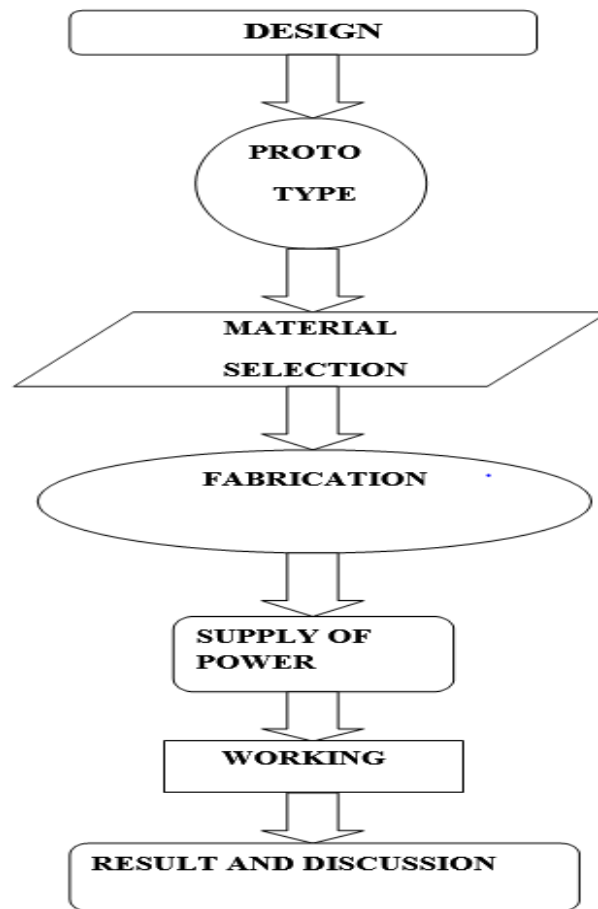 DESIGN
PROTO
TYPE
MATERIAL
SELECTION
FABRICATION
SUPPLY OF
POWER
WORKING
RESULT AND DISCUSSION